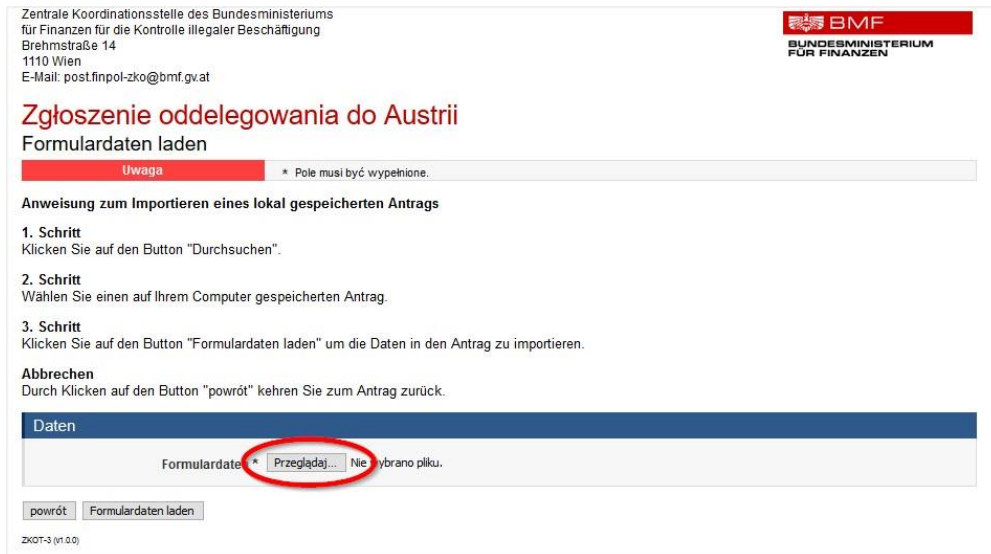 Zentrale Koordinationsstelle des Bundesministeriums
für Finanzen für die Kontrolle illegaler Beschäftigung
Brehmstraße 14
1110 Wien
E-Mail: post.finpol-zko@bmf.gv.at
BMF
BUNDESMINISTERIUM
FÜR FINANZEN
Zgłoszenie oddelegowania do Austrii
Formulardaten laden
Uwaga * Pole musi być wypełnione.
Anweisung zum Importieren eines lokal gespeicherten Antrags
1. Schritt
Klicken Sie auf den Button "Durchsuchen".
2. Schritt
Wählen Sie einen auf Ihrem Computer gespeicherten Antrag.
3. Schritt
Klicken Sie auf den Button "Formulardaten laden" um die Daten in den Antrag zu importieren.
Abbrechen
Durch Klicken auf den Button "powrót" kehren Sie zum Antrag zurück.
Daten
Formulardaten * Przeglądaj... Nie wybrano pliku.
powrót Formulardaten laden
ZKOT-3 (v1.0.0)